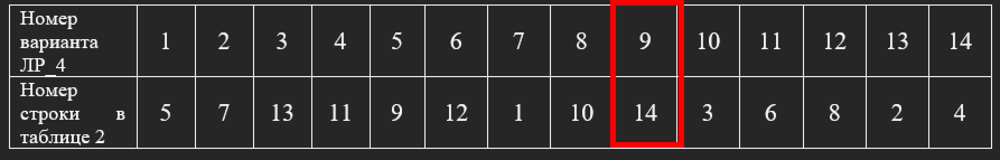 Номер
варианта 1 2 3 4 5 6 7 8 9 10 11 12 13 14
ЛР_4
Номер
строки в 5 7 13 11 9 12 1 10 14 3 6 8 2 4
таблице 2